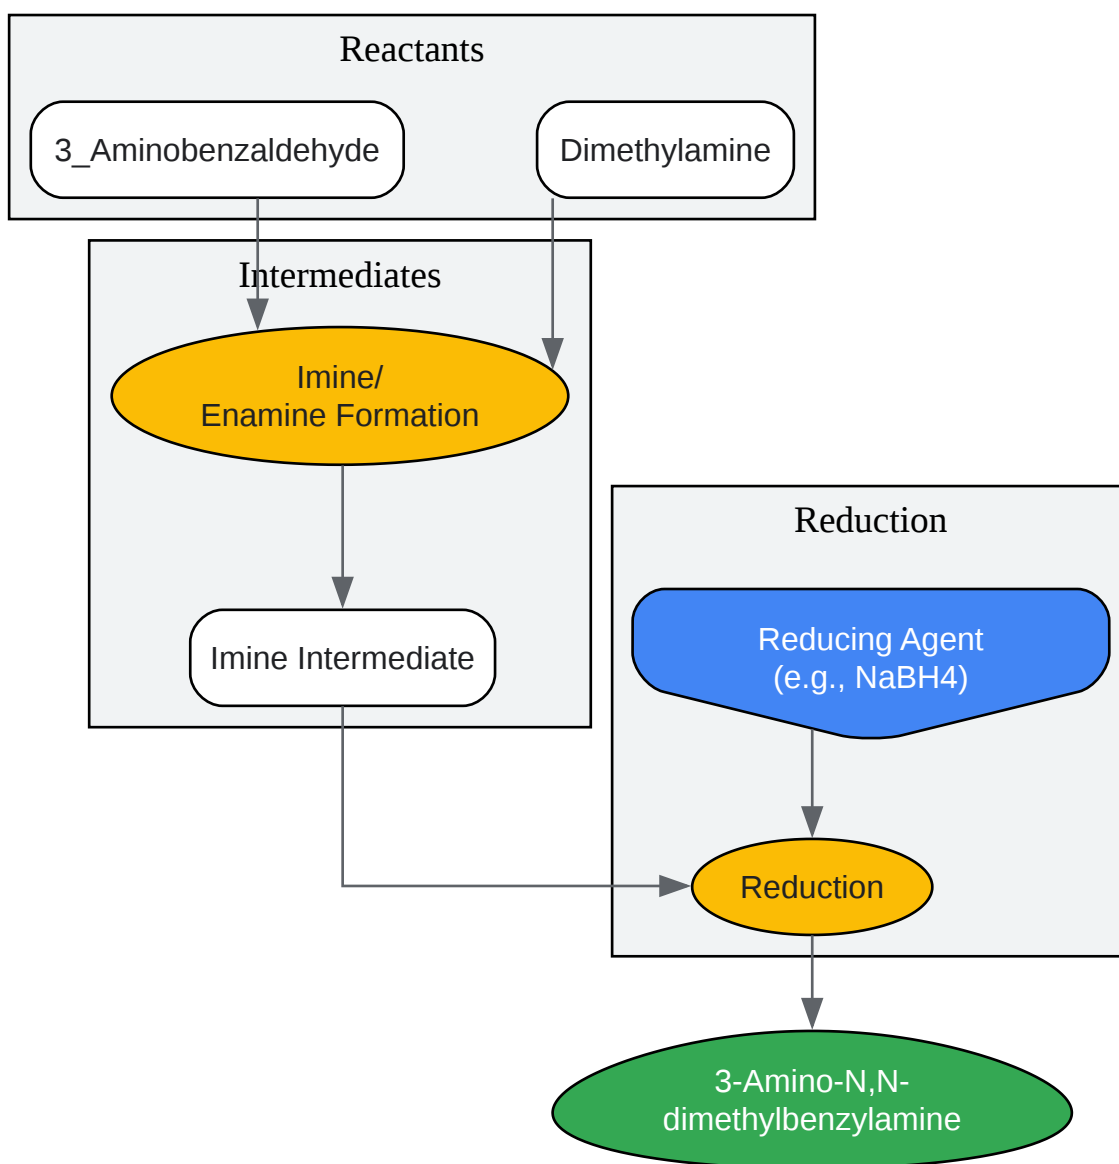 Reactants
3_Aminobenzaldehyde
Dimethylamine
Intermediates
Imine/
Enamine Formation
Imine Intermediate
Reduction
Reducing Agent
(e.g., NaBH4)
Reduction
3-Amino-N,N-
dimethylbenzylamine